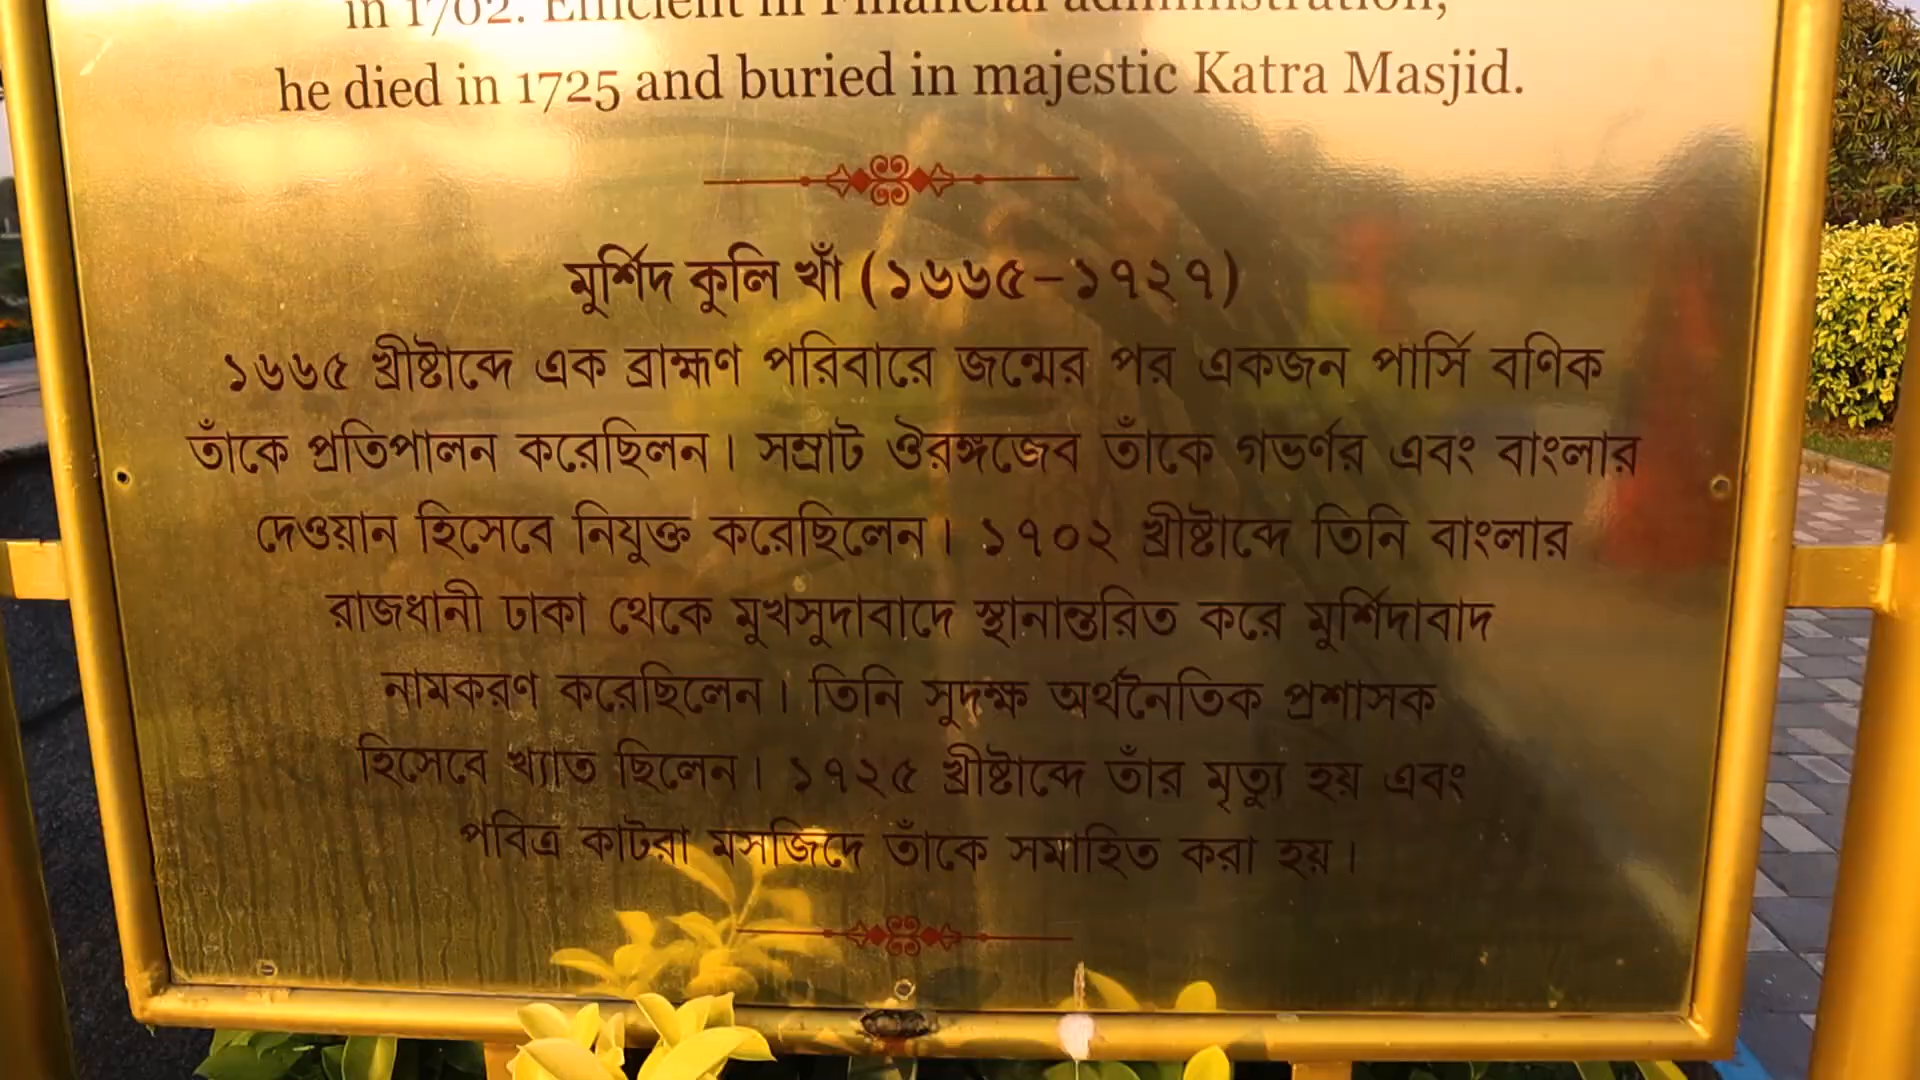 in 1702. Efficient in Financial administration,
he died in 1725 and buried in majestic Katra Masjid.
মুর্শিদ কুলি খাঁ (১৬৬৫–১৭২৭)
১৬৬৫ খ্রীষ্টাব্দে এক ব্রাহ্মণ পরিবারে জন্মের পর একজন পার্সি বণিক
তাঁকে প্রতিপালন করেছিলন। সম্রাট ঔরঙ্গজেব তাঁকে গভর্ণর এবং বাংলার
দেওয়ান হিসেবে নিযুক্ত করেছিলেন। ১৭০২ খ্রীষ্টাব্দে তিনি বাংলার
রাজধানী ঢাকা থেকে মুখসুদাবাদে স্থানান্তরিত করে মুর্শিদাবাদ
নামকরণ করেছিলেন। তিনি সুদক্ষ অর্থনৈতিক প্রশাসক
হিসেবে খ্যাত ছিলেন। ১৭২৫ খ্রীষ্টাব্দে তাঁর মৃত্যু হয় এবং
পবিত্র কাটরা মসজিদে তাঁকে সমাহিত করা হয়।